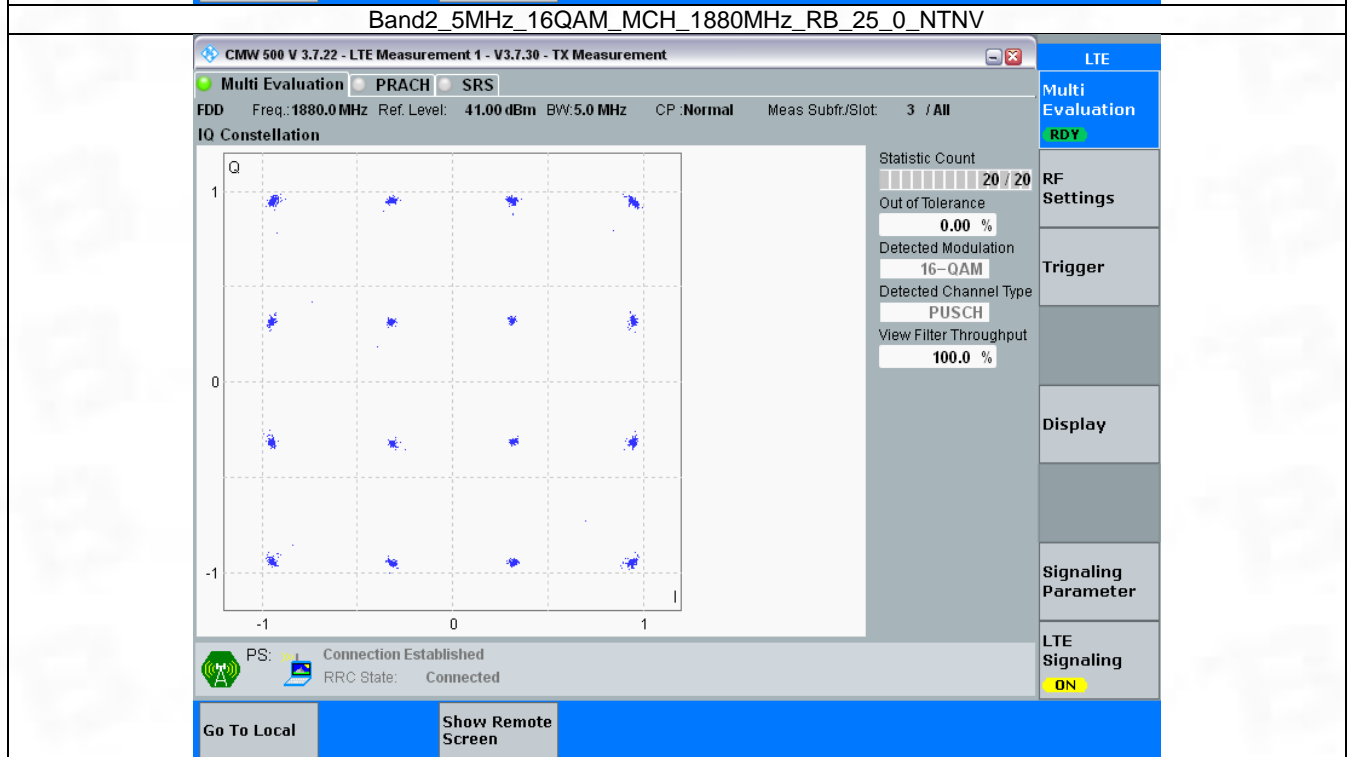 Band2_5MHz_16QAM_MCH_1880MHz_RB_25_0_NTNV
CMW 500 V 3.7.22 - LTE Measurement 1 - V3.7.30 - TX Measurement
LTE
Multi Evaluation PRACH SRS
Multi
Evaluation
RDY
FDD Freq.:1880.0 MHz Ref. Level: 41.00 dBm BW:5.0 MHz CP :Normal Meas Subfr./Slot: 3 / All
IQ Constellation
Q
1
0
-1
I
-1 0 1
Statistic Count
20 / 20
Out of Tolerance
0.00 %
Detected Modulation
16-QAM
Detected Channel Type
PUSCH
View Filter Throughput
100.0 %
RF
Settings
Trigger
Display
Signaling
Parameter
LTE
Signaling
ON
PS: Connection Established
RRC State: Connected
Go To Local
Show Remote
Screen